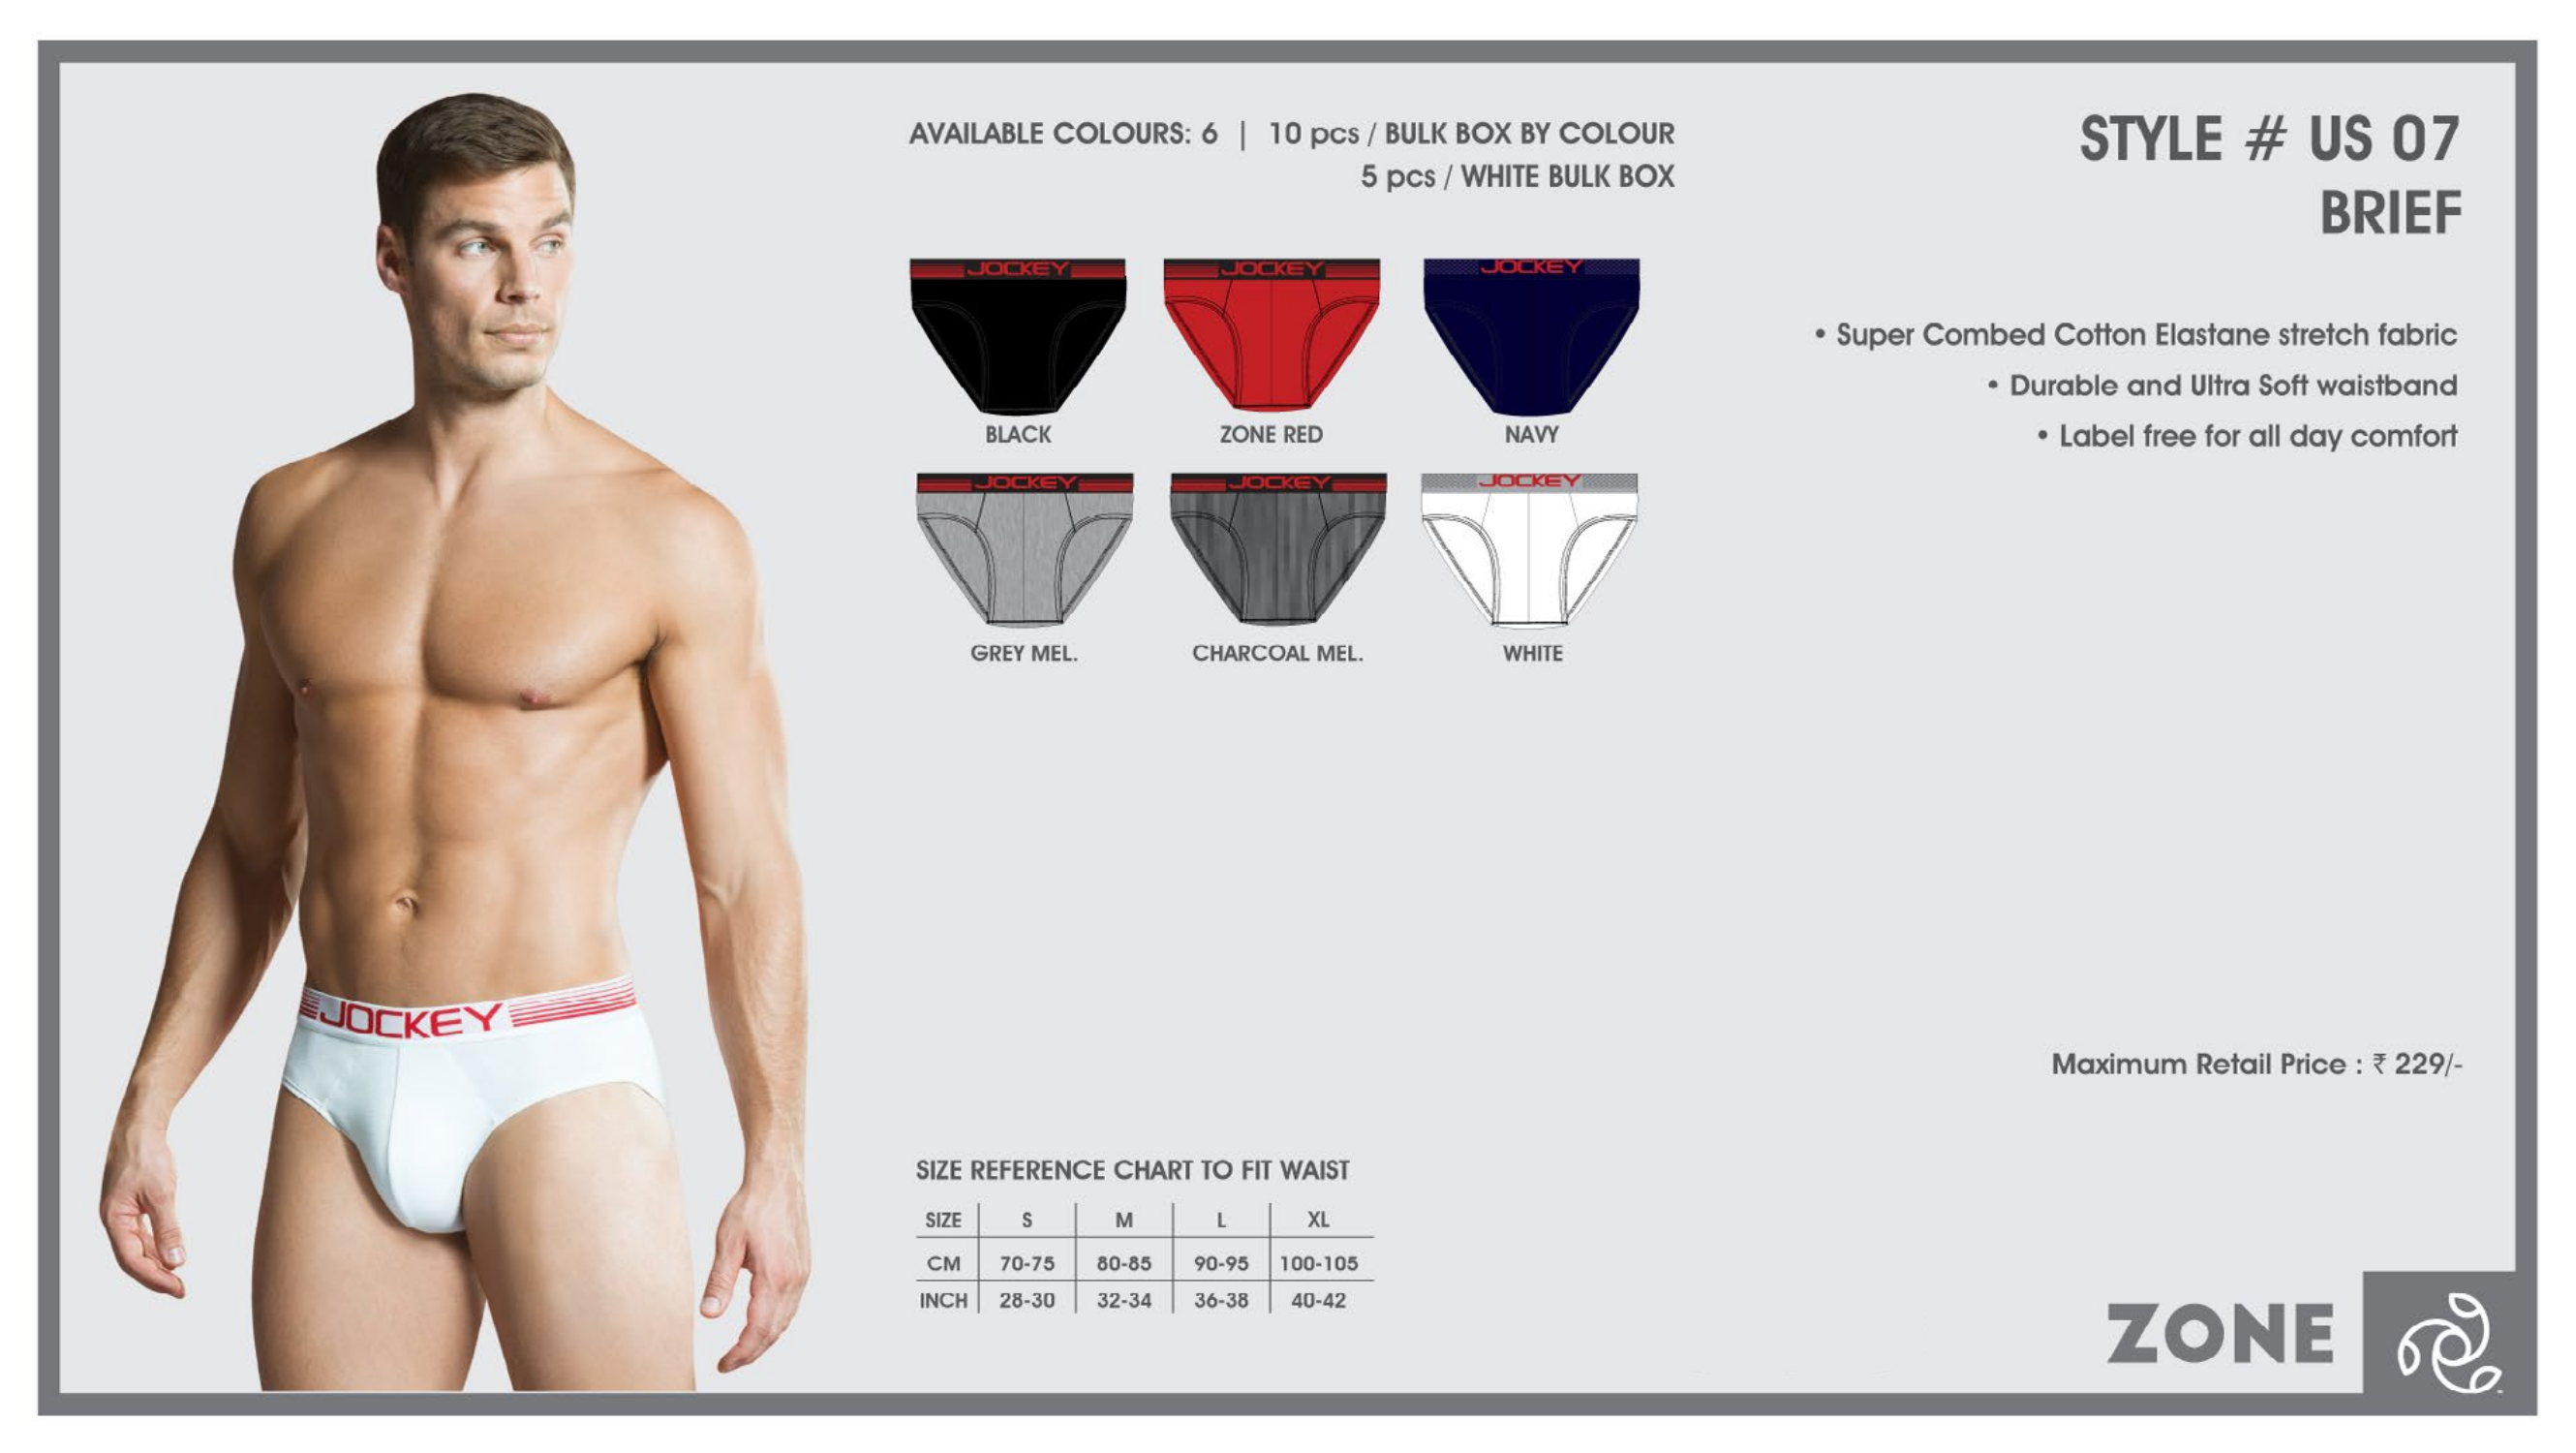 AVAILABLE COLOURS: 6 | 10 pcs / BULK BOX BY COLOUR
5 pcs / WHITE BULK BOX
JOCKEY JOCKEY JOCKEY
BLACK ZONE RED NAVY
JOCKEY JOCKEY JOCKEY
GREY MEL. CHARCOAL MEL. WHITE
STYLE # US 07
BRIEF
• Super Combed Cotton Elastane stretch fabric
• Durable and Ultra Soft waistband
• Label free for all day comfort
JOCKEY
Maximum Retail Price : ₹ 229/-
SIZE REFERENCE CHART TO FIT WAIST
SIZE S M L XL
CM 70-75 80-85 90-95 100-105
INCH 28-30 32-34 36-38 40-42
ZONE